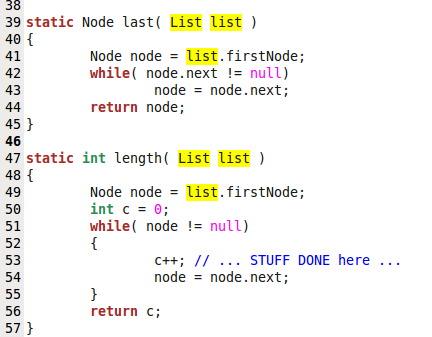 38
39 static Node last( List list )
40 {
41         Node node = list.firstNode;
42         while( node.next != null)
43                 node = node.next;
44         return node;
45 }
46
47 static int length( List list )
48 {
49         Node node = list.firstNode;
50         int c = 0;
51         while( node != null)
52         {
53                 c++; // ... STUFF DONE here ...
54                 node = node.next;
55         }
56         return c;
57 }